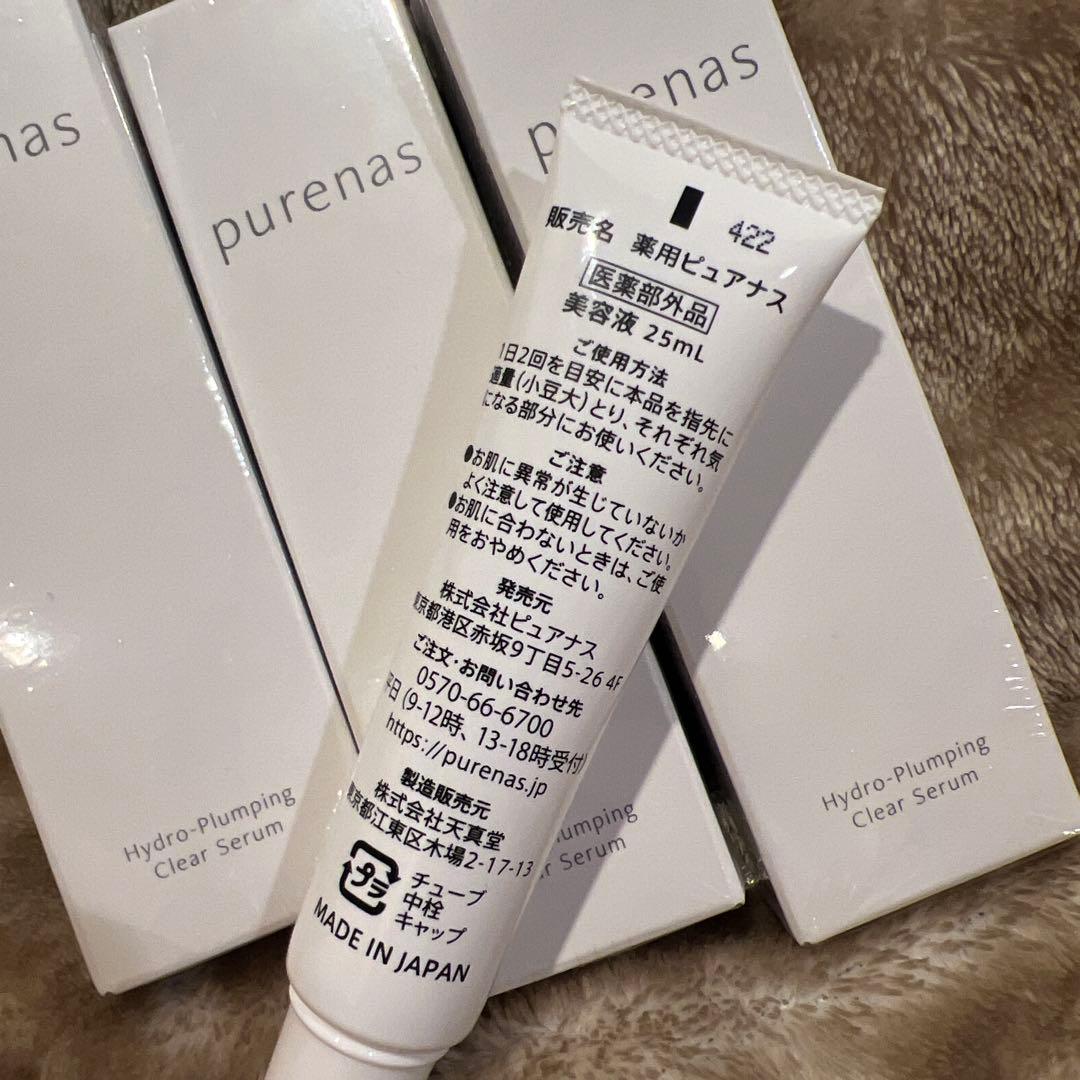 nas
purenas
purenas
422
販売名 薬用ピュアナス
医薬部外品
美容液 25mL
ご使用方法
1日2回を目安に本品を指先に
適量(小豆大)とり、それぞれ気
になる部分にお使いください。
ご注意
●お肌に異常が生じていないか
よく注意して使用してください。
●お肌に合わないときは、ご使
用をおやめください。
発売元
株式会社ピュアナス
東京都港区赤坂9丁目5-26 4F
ご注文・お問い合わせ先
0570-66-6700
平日(9-12時、13-18時受付)
https://purenas.jp
製造販売元
株式会社天真堂
東京都江東区木場2-17-13
プラ
チューブ
中栓
キャップ
MADE IN JAPAN
Hydro-Plumping
Clear Serum
umping
Serum
Hydro-Plumping
Clear Serum